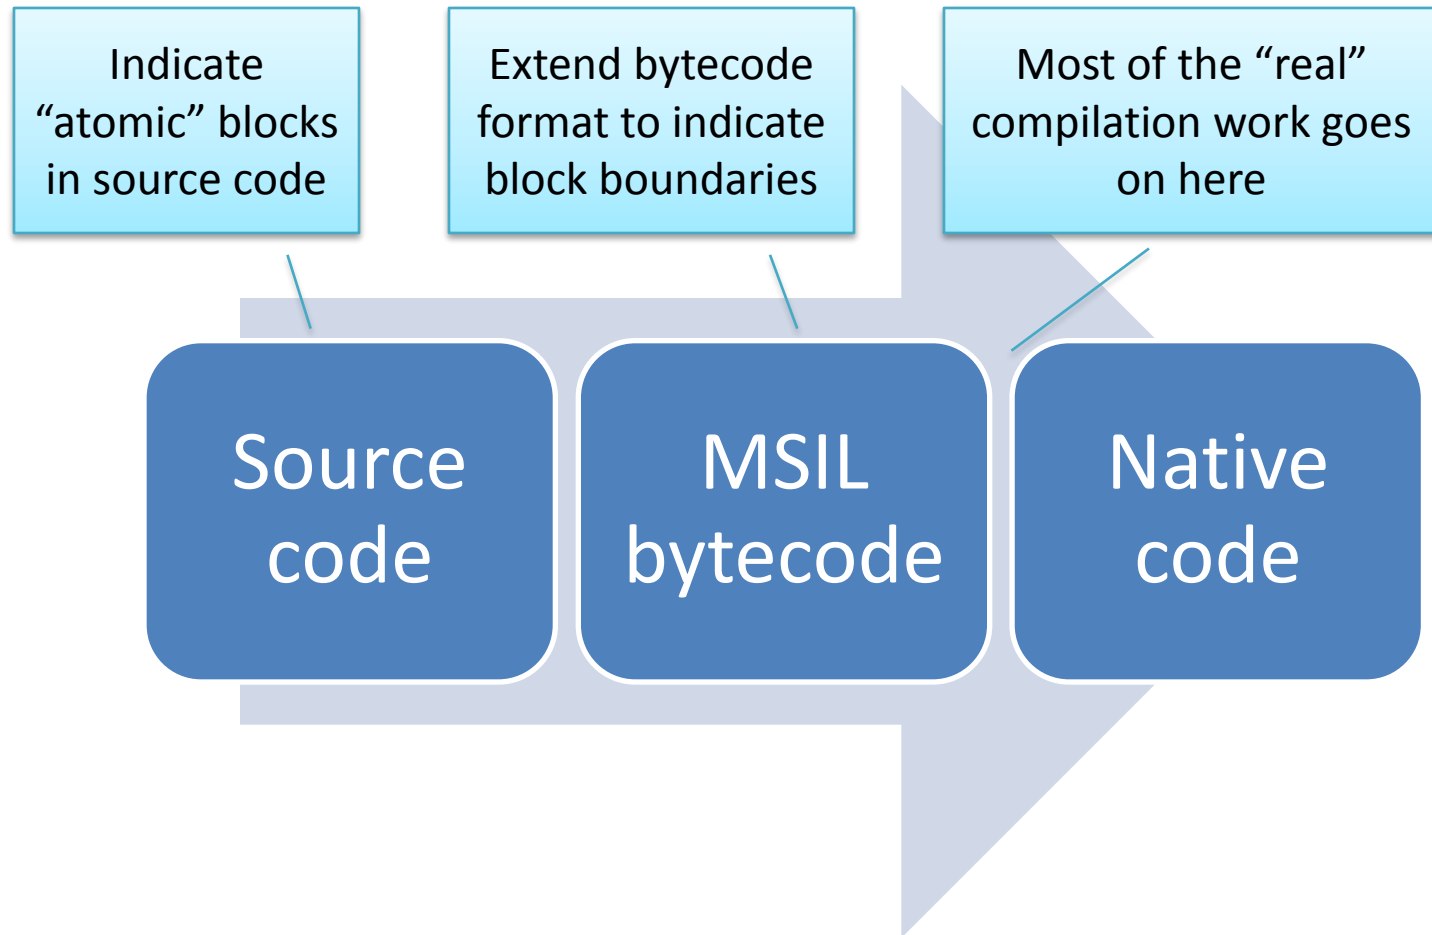 Indicate
“atomic” blocks
in source code
Extend bytecode
format to indicate
block boundaries
Most of the “real”
compilation work goes
on here
Source
code
MSIL
bytecode
Native
code